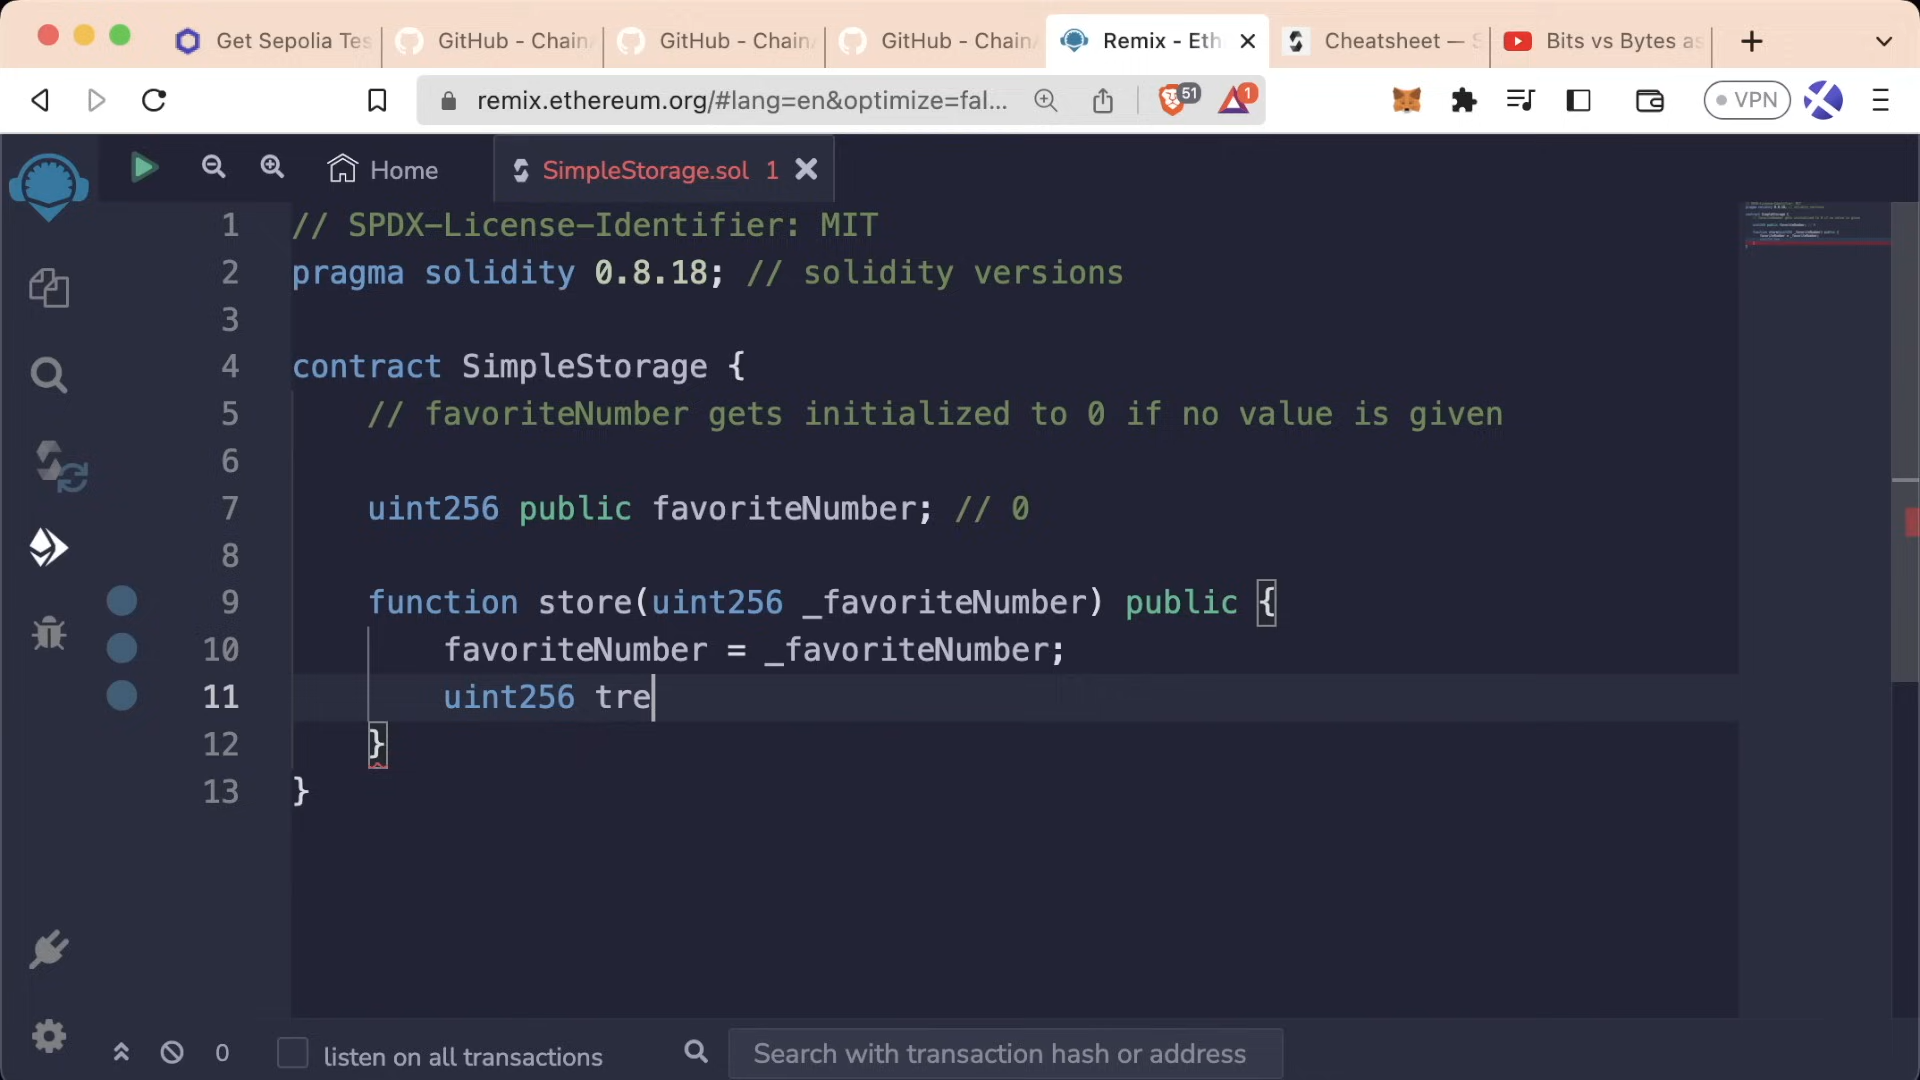 Get Sepolia Tes
GitHub - Chain
GitHub - Chain
GitHub - Chain
Remix - Eth
Cheatsheet —
Bits vs Bytes as
remix.ethereum.org/#lang=en&optimize=fal...
51
1
VPN
Home
SimpleStorage.sol 1
1 // SPDX-License-Identifier: MIT
2 pragma solidity 0.8.18; // solidity versions
3
4 contract SimpleStorage {
5 // favoriteNumber gets initialized to 0 if no value is given
6
7 uint256 public favoriteNumber; // 0
8
9 function store(uint256 _favoriteNumber) public {
10 favoriteNumber = _favoriteNumber;
11 uint256 tre
12 }
13 }
0
listen on all transactions
Search with transaction hash or address